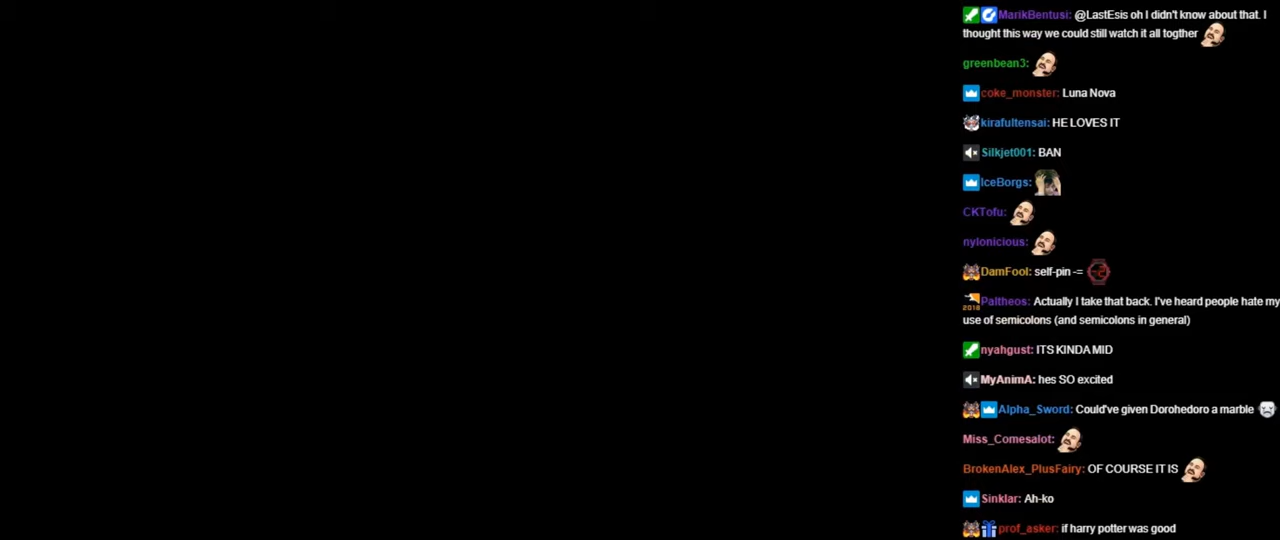 MarikBentusi: @LastEsis oh I didn't know about that. I
thought this way we could still watch it all togther
greenbean3:
coke_monster: Luna Nova
kirafultensai: HE LOVES IT
Silkjet001: BAN
IceBorgs:
CKTofu:
nylonicious:
DamFool: self-pin -= -2
2018 Paltheos: Actually I take that back. I've heard people hate my
use of semicolons (and semicolons in general)
nyahgust: ITS KINDA MID
MyAnimA: hes SO excited
Alpha_Sword: Could've given Dorohedoro a marble
Miss_Comesalot:
BrokenAlex_PlusFairy: OF COURSE IT IS
Sinklar: Ah-ko
prof_asker: if harry potter was good